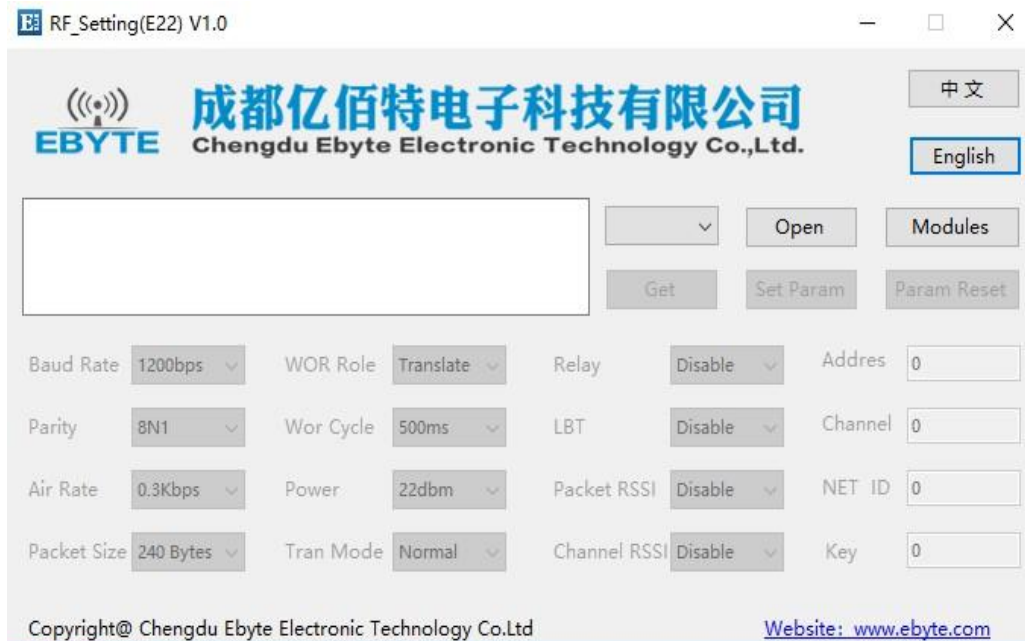 RF_Setting(E22) V1.0
中文
EBYTE
成都亿佰特电子科技有限公司
Chengdu Ebyte Electronic Technology Co.,Ltd.
English
Open
Modules
Get
Set Param
Param Reset
Baud Rate 1200bps WOR Role Translate Relay Disable Addres 0
Parity 8N1 Wor Cycle 500ms LBT Disable Channel 0
Air Rate 0.3Kbps Power 22dbm Packet RSSI Disable NET ID 0
Packet Size 240 Bytes Tran Mode Normal Channel RSSI Disable Key 0
Copyright@ Chengdu Ebyte Electronic Technology Co.Ltd
Website: www.ebyte.com